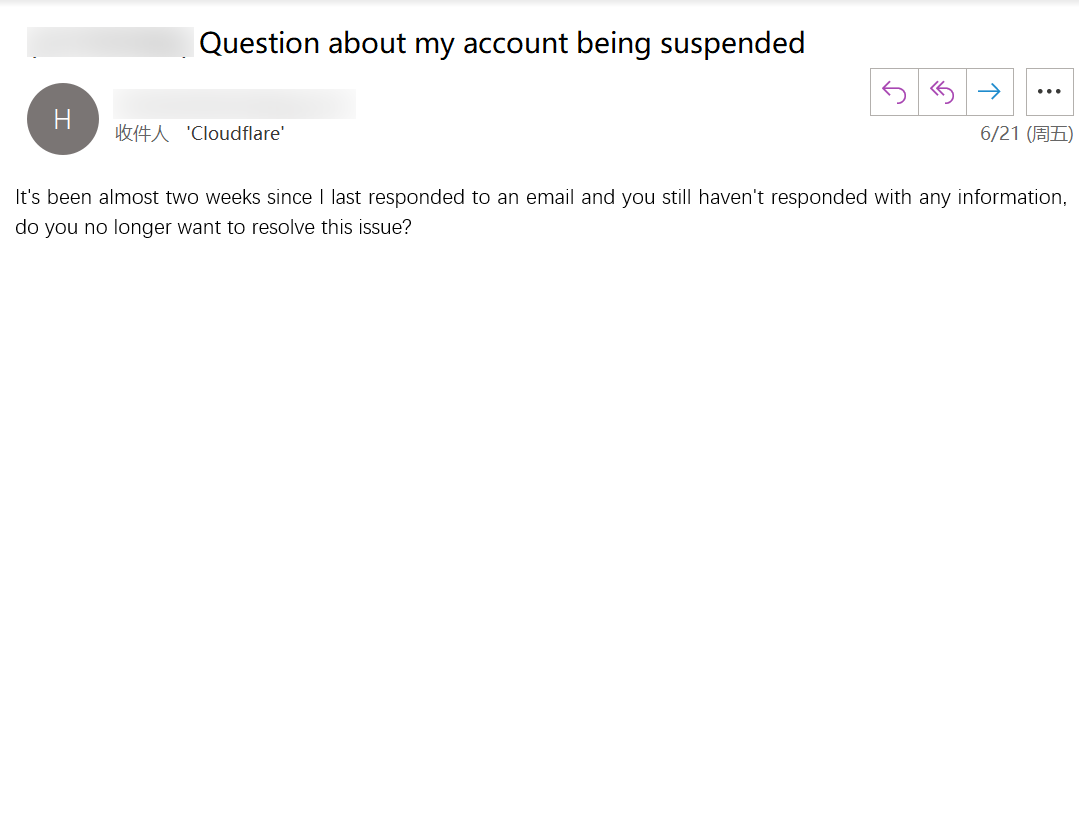 Question about my account being suspended
H
收件人 'Cloudflare'
6/21 (周五)
It's been almost two weeks since I last responded to an email and you still haven't responded with any information,
do you no longer want to resolve this issue?